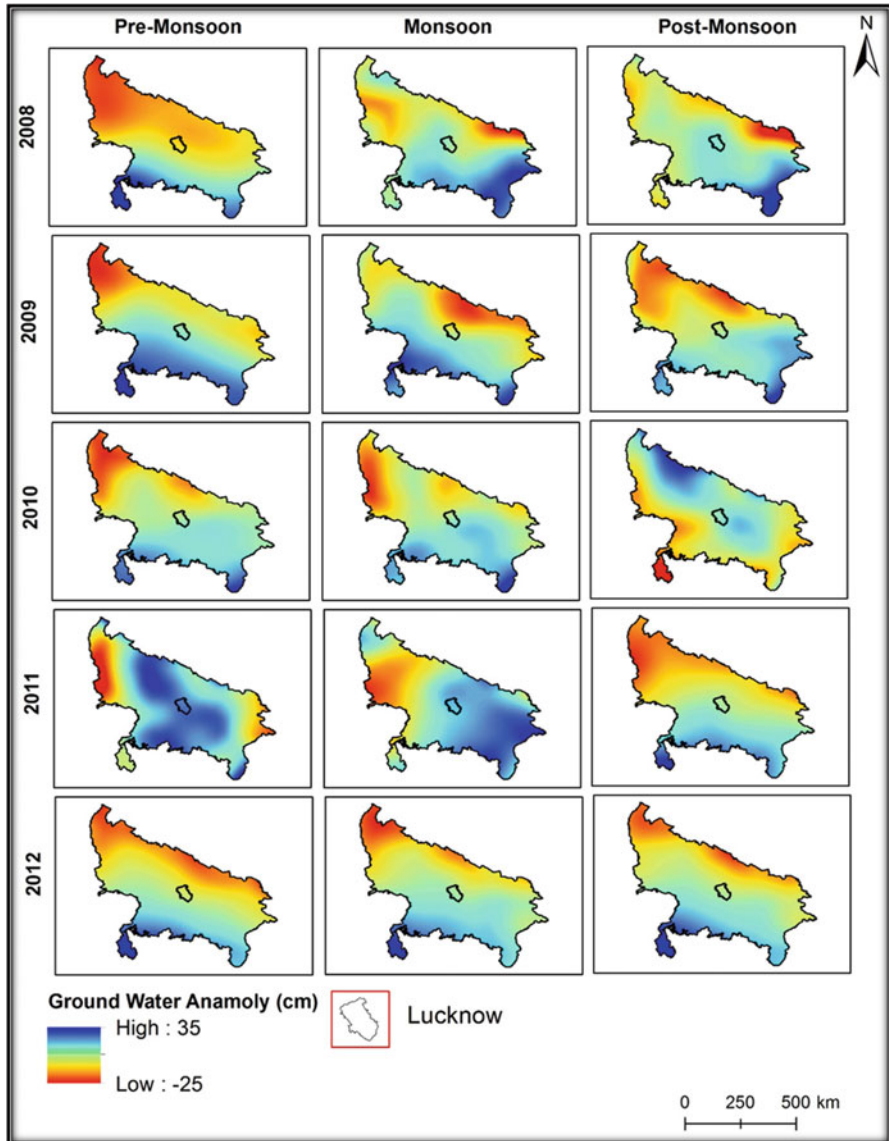 Pre-Monsoon Monsoon Post-Monsoon N
2008
2009
2010
2011
2012
Ground Water Anamoly (cm)
High : 35
Low : -25
Lucknow
0 250 500 km